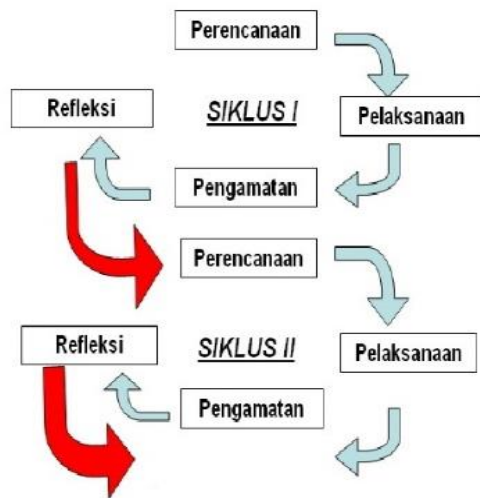 Perencanaan
Refleksi
SIKLUS I
Pelaksanaan
Pengamatan
Perencanaan
Refleksi
SIKLUS II
Pelaksanaan
Pengamatan